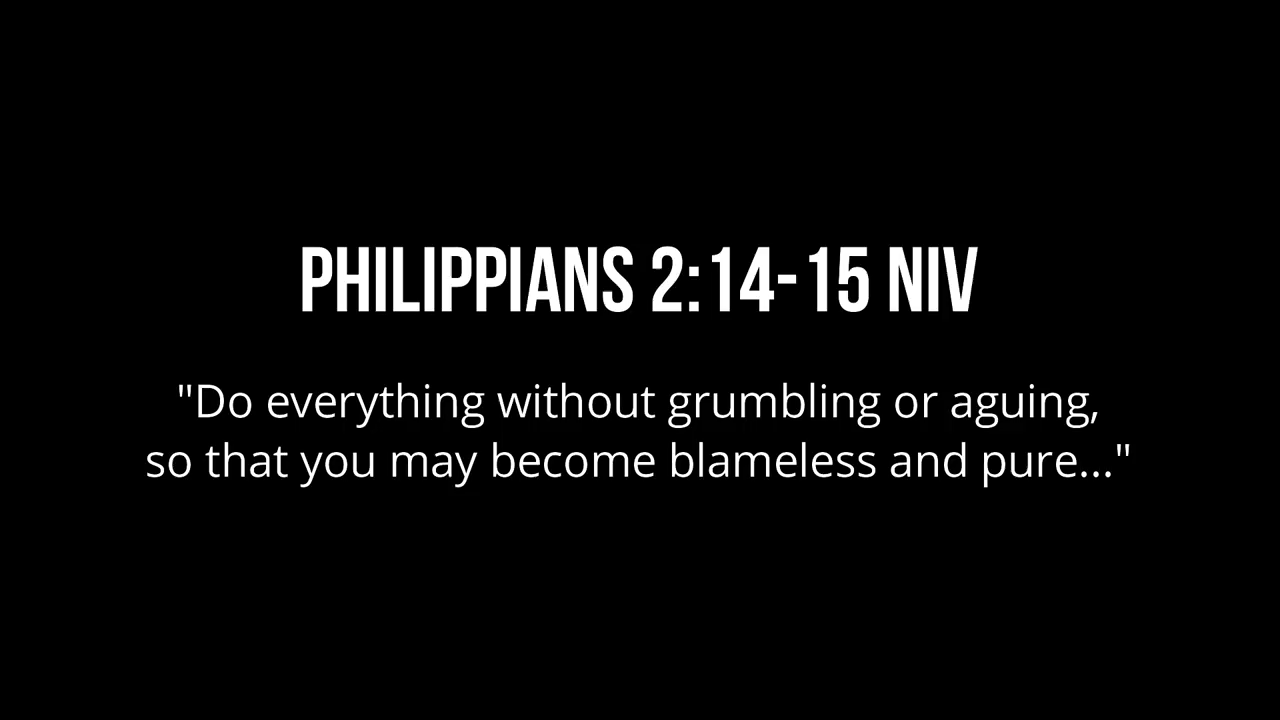 PHILIPPIANS 2:14-15 NIV
"Do everything without grumbling or aguing,
so that you may become blameless and pure..."